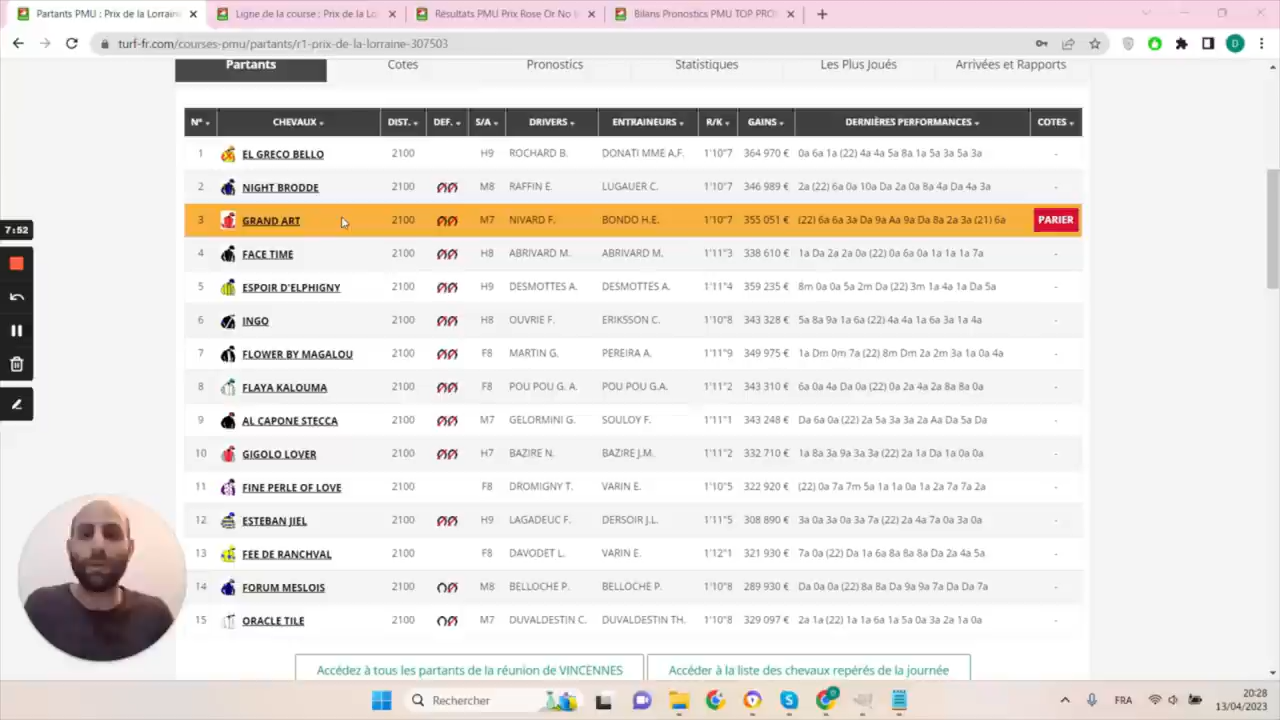 Partants PMU : Prix de la Lorraine
Ligne de la course : Prix de la Lo
Résultats PMU Prix Rose Or No
Bilans Pronostics PMU TOP PRO
turf-fr.com/courses-pmu/partants/r1-prix-de-la-lorraine-307503
D
Partants Cotes Pronostics Statistiques Les Plus Joués Arrivées et Rapports
N° CHEVAUX DIST. DEF. S/A DRIVERS ENTRAINEURS R/K GAINS DERNIÈRES PERFORMANCES COTES
1 EL GRECO BELLO 2100 H9 ROCHARD B. DONATI MME A.F. 1'10"7 364 970 € 0a 6a 1a (22) 4a 4a 5a 8a 1a 5a 3a 5a 3a -
2 NIGHT BRODDE 2100 M8 RAFFIN E. LUGAUER C. 1'10"7 346 989 € 2a (22) 6a 0a 10a Da 2a 0a 8a 4a Da 4a 3a -
3 GRAND ART 2100 M7 NIVARD F. BONDO H.E. 1'10"7 355 051 € (22) 6a 6a 3a Da 9a Aa 9a Da 8a 2a 3a (21) 6a PARIER
4 FACE TIME 2100 H8 ABRIVARD M. ABRIVARD M. 1'11"3 338 610 € 1a Da 2a 2a 0a (22) 0a 6a 0a 1a 1a 1a 7a -
5 ESPOIR D'ELPHIGNY 2100 H9 DESMOTTES A. DESMOTTES A. 1'11"4 359 235 € 8m 0a 0a 5a 2m Da (22) 3m 1a 4a 1a Da 5a -
6 INGO 2100 H8 OUVRIE F. ERIKSSON C. 1'10"8 343 328 € 5a 8a 9a 1a 6a (22) 4a 4a 1a 6a 3a 1a 4a -
7 FLOWER BY MAGALOU 2100 F8 MARTIN G. PEREIRA A. 1'11"9 349 975 € 1a Dm 0m 7a (22) 8m Dm 2a 2m 3a 1a 0a 4a -
8 FLAYA KALOUMA 2100 F8 POU POU G. A. POU POU G.A. 1'11"2 343 310 € 6a 0a 4a Da 0a (22) 0a 2a 4a 2a 8a 8a 0a -
9 AL CAPONE STECCA 2100 M7 GELORMINI G. SOULOY F. 1'11"1 343 248 € Da 6a 0a (22) 2a 5a 3a 3a 2a Aa Da 5a Da -
10 GIGOLO LOVER 2100 H7 BAZIRE N. BAZIRE J.M. 1'11"2 332 710 € 1a 8a 3a 9a 3a 3a (22) 2a 1a Da 1a 0a 0a -
11 FINE PERLE OF LOVE 2100 F8 DROMIGNY T. VARIN E. 1'10"5 322 920 € (22) 0a 7a 7m 5a 1a 1a 0a 1a 2a 7a 7a 2a -
12 ESTEBAN JIEL 2100 H9 LAGADEUC F. DERSOIR J.L. 1'11"5 308 890 € 3a 0a 3a 0a 3a 7a (22) 2a 4a 7a 0a 3a 0a -
13 FEE DE RANCHVAL 2100 F8 DAVODET L. VARIN E. 1'12"1 321 930 € 7a 0a (22) Da 1a 6a 8a 8a 8a Da 2a 4a 5a -
14 FORUM MESLOIS 2100 M8 BELLOCHE P. BELLOCHE P. 1'10"8 289 930 € Da 0a 0a (22) 8a 8a Da 9a 9a 7a Da Da 7a -
15 ORACLE TILE 2100 M7 DUVALDESTIN C. DUVALDESTIN TH. 1'10"8 329 097 € 2a 1a (22) 1a 1a 6a 1a 5a 0a 3a 2a 1a 0a -
7:52
Accédez à tous les partants de la réunion de VINCENNES
Accéder à la liste des chevaux repérés de la journée
Rechercher
FRA
20:28
13/04/2023